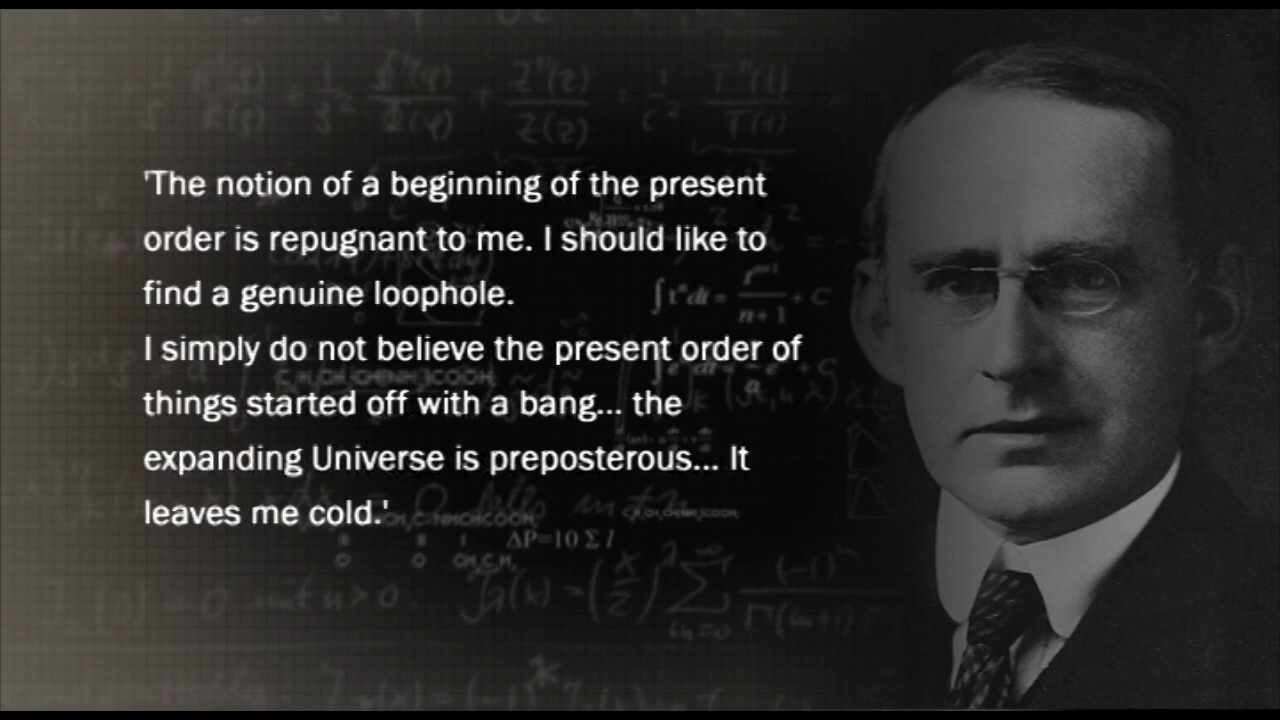 'The notion of a beginning of the present
order is repugnant to me. I should like to
find a genuine loophole.
I simply do not believe the present order of
things started off with a bang... the
expanding Universe is preposterous... It
leaves me cold.'
ΔP=10 Σ l